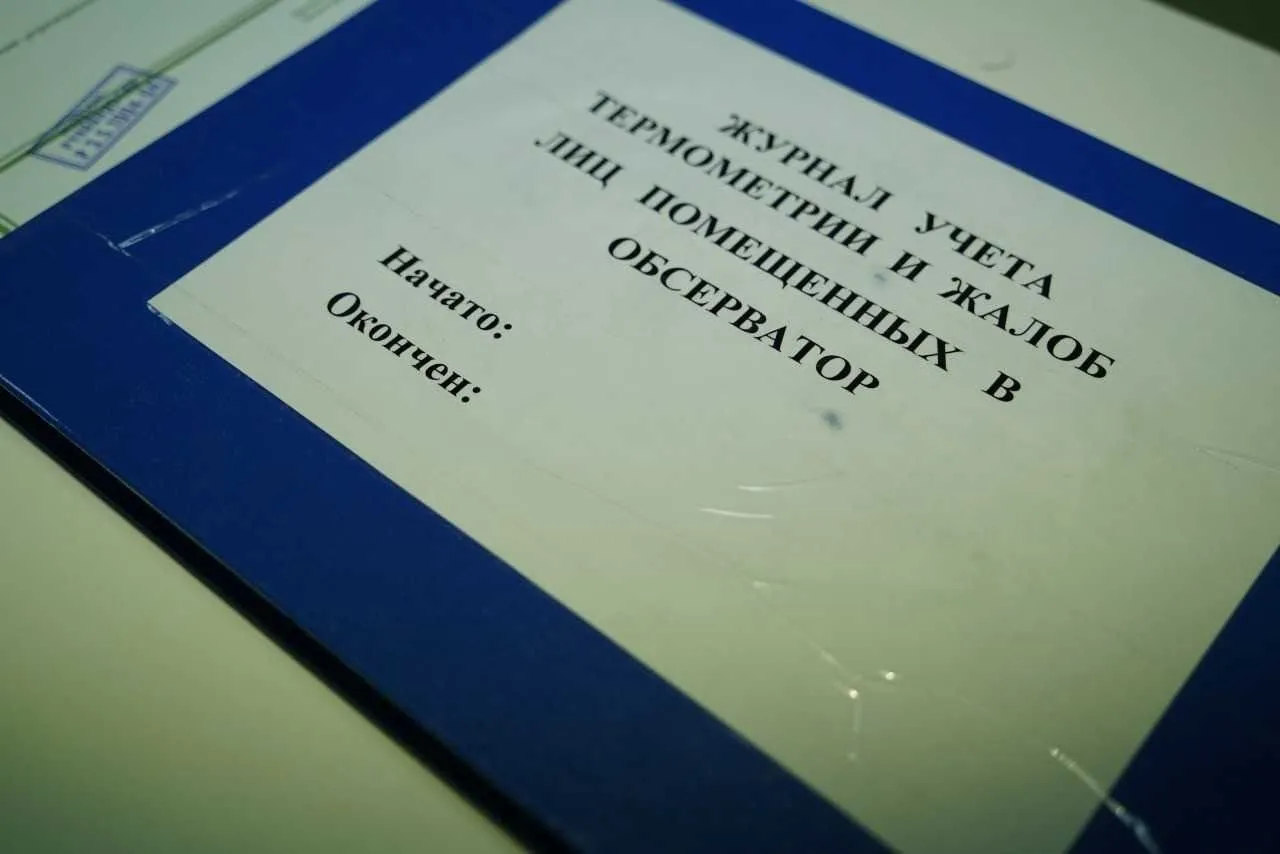 ЖУРНАЛ УЧЕТА
ТЕРМОМЕТРИИ И ЖАЛОБ
ЛИЦ ПОМЕЩЕННЫХ В
ОБСЕРВАТОР
Начато:
Окончен: